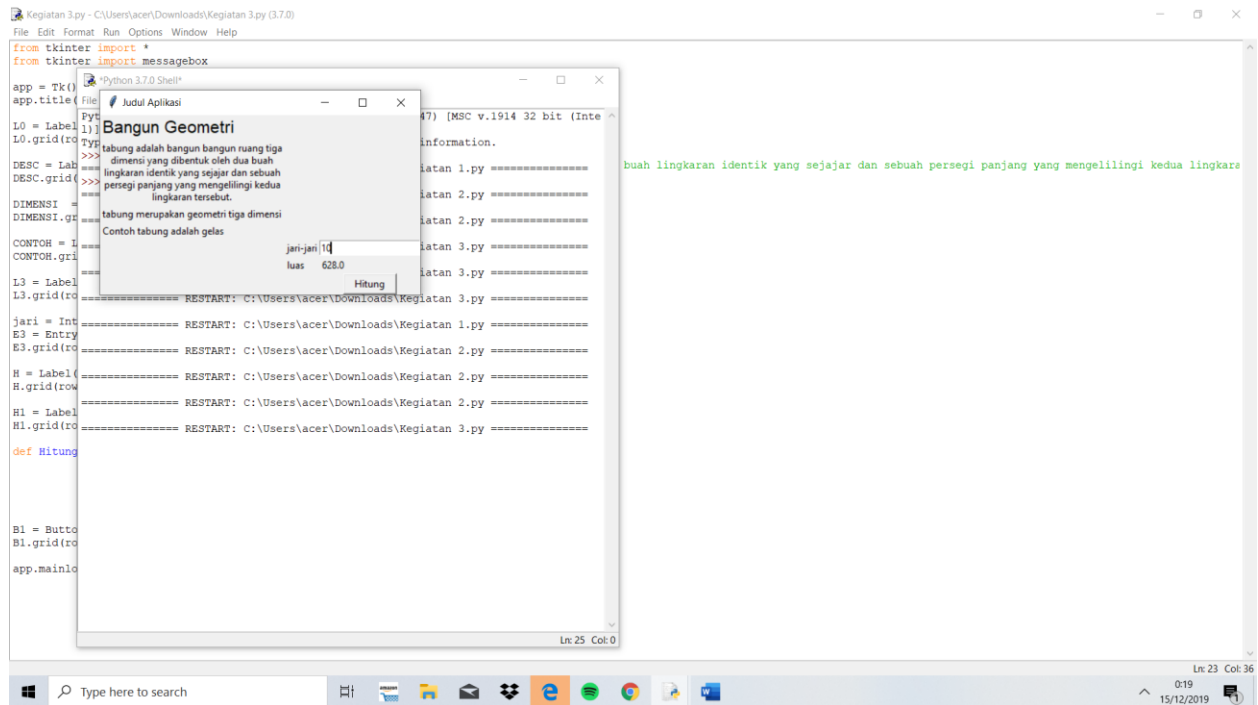 Kegiatan 3.py - C:\Users\acer\Downloads\Kegiatan 3.py (3.7.0)
File Edit Format Run Options Window Help
from tkinter import *
from tkinter import messagebox
app = Tk()
app.title(
L0 = Label
L0.grid(ro
DESC = Lab
DESC.grid(
DIMENSI =
DIMENSI.gr
CONTOH = L
CONTOH.gri
L3 = Label
L3.grid(ro
jari = Int
E3 = Entry
E3.grid(ro
H = Label(
H.grid(row
H1 = Label
H1.grid(ro
def Hitung
B1 = Butto
B1.grid(ro
app.mainlo
buah lingkaran identik yang sejajar dan sebuah persegi panjang yang mengelilingi kedua lingkara
*Python 3.7.0 Shell*
File
Pyt
47) [MSC v.1914 32 bit (Inte
l)]
Typ
information.
>>>
=== iatan 1.py ===============
>>>
=== iatan 2.py ===============
=== iatan 2.py ===============
=== iatan 3.py ===============
=== iatan 3.py ===============
=============== RESTART: C:\Users\acer\Downloads\Kegiatan 3.py ===============
=============== RESTART: C:\Users\acer\Downloads\Kegiatan 1.py ===============
=============== RESTART: C:\Users\acer\Downloads\Kegiatan 2.py ===============
=============== RESTART: C:\Users\acer\Downloads\Kegiatan 2.py ===============
=============== RESTART: C:\Users\acer\Downloads\Kegiatan 2.py ===============
=============== RESTART: C:\Users\acer\Downloads\Kegiatan 3.py ===============
Ln: 25 Col: 0
Judul Aplikasi
Bangun Geometri
tabung adalah bangun bangun ruang tiga
dimensi yang dibentuk oleh dua buah
lingkaran identik yang sejajar dan sebuah
persegi panjang yang mengelilingi kedua
lingkaran tersebut.
tabung merupakan geometri tiga dimensi
Contoh tabung adalah gelas
jari-jari 10
luas 628.0
Hitung
Ln: 23 Col: 36
Type here to search
amazon
0:19
15/12/2019